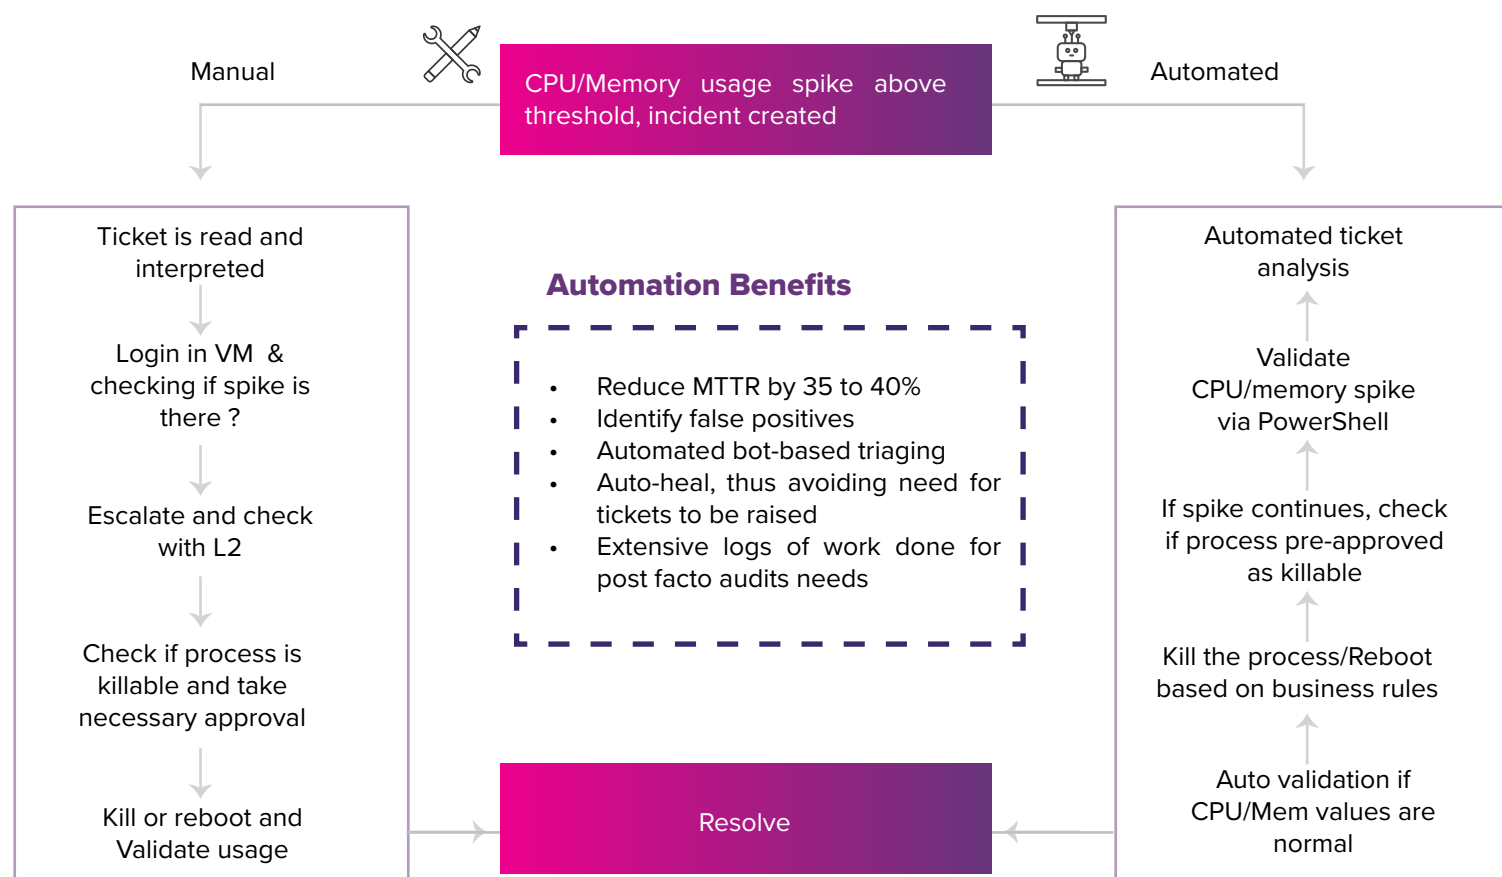 Manual
CPU/Memory usage spike above
threshold, incident created
Automated
Ticket is read and
interpreted
Login in VM & 
checking if spike is
there ?
Escalate and check
with L2
Check if process is
killable and take
necessary approval
Kill or reboot and
Validate usage
Automation Benefits
• Reduce MTTR by 35 to 40%
• Identify false positives
• Automated bot-based triaging
• Auto-heal, thus avoiding need for
tickets to be raised
• Extensive logs of work done for
post facto audits needs
Resolve
Automated ticket
analysis
Validate
CPU/memory spike
via PowerShell
If spike continues, check
if process pre-approved
as killable
Kill the process/Reboot
based on business rules
Auto validation if
CPU/Mem values are
normal